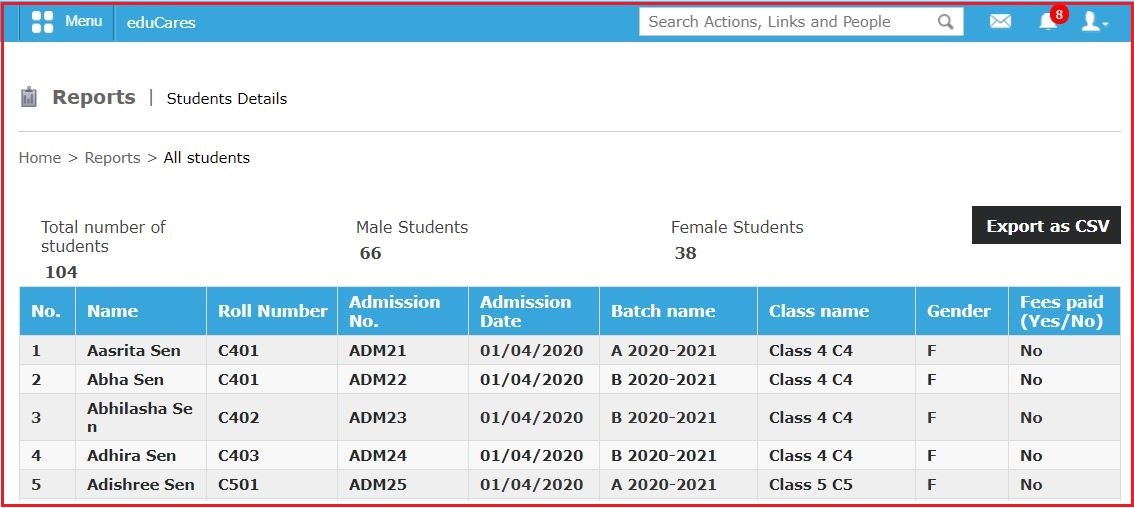 Menu eduCares Search Actions, Links and People 8
Reports | Students Details
Home > Reports > All students
Total number of students Male Students Female Students Export as CSV
104 66 38
No. Name Roll Number Admission No. Admission Date Batch name Class name Gender Fees paid (Yes/No)
1 Aasrita Sen C401 ADM21 01/04/2020 A 2020-2021 Class 4 C4 F No
2 Abha Sen C401 ADM22 01/04/2020 B 2020-2021 Class 4 C4 F No
3 Abhilasha Se n C402 ADM23 01/04/2020 B 2020-2021 Class 4 C4 F No
4 Adhira Sen C403 ADM24 01/04/2020 B 2020-2021 Class 4 C4 F No
5 Adishree Sen C501 ADM25 01/04/2020 A 2020-2021 Class 5 C5 F No